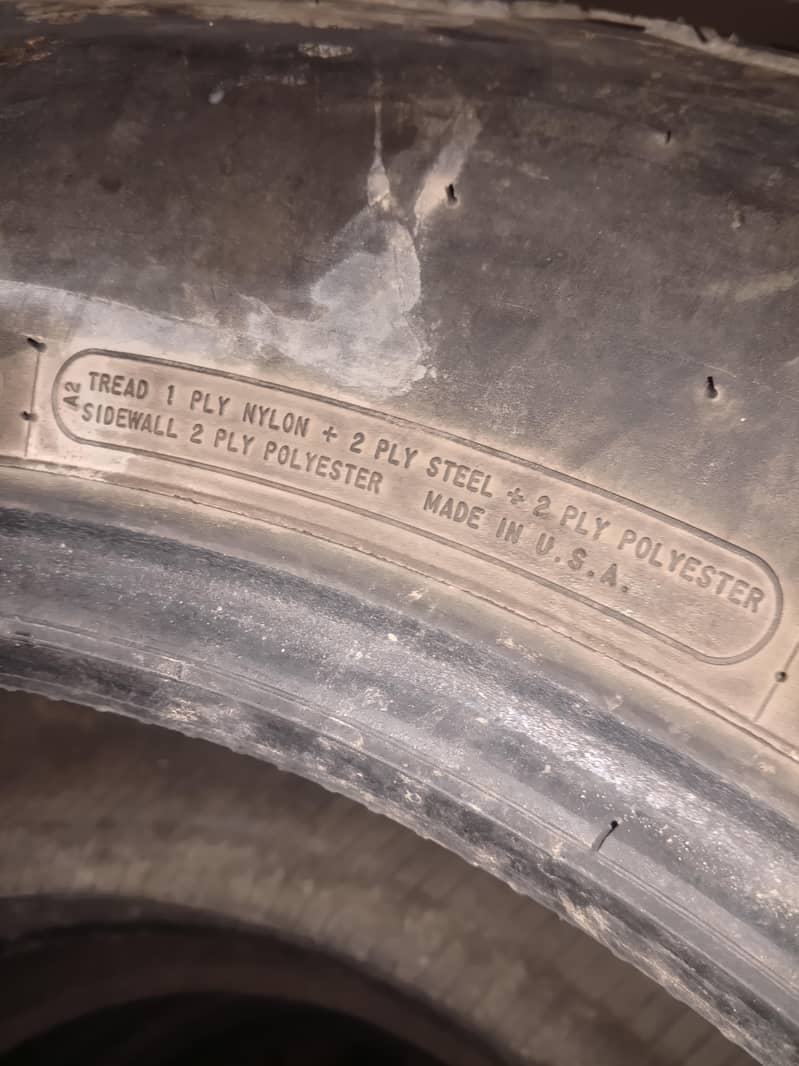 A2
TREAD 1 PLY NYLON + 2 PLY STEEL + 2 PLY POLYESTER
SIDEWALL 2 PLY POLYESTER MADE IN U.S.A.